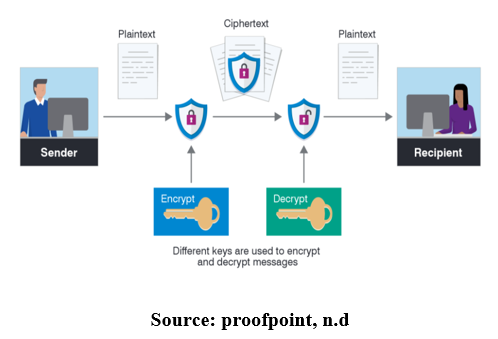 Ciphertext
Plaintext
Plaintext
Sender
Recipient
Encrypt
Decrypt
Different keys are used to encrypt
and decrypt messages
Source: proofpoint, n.d